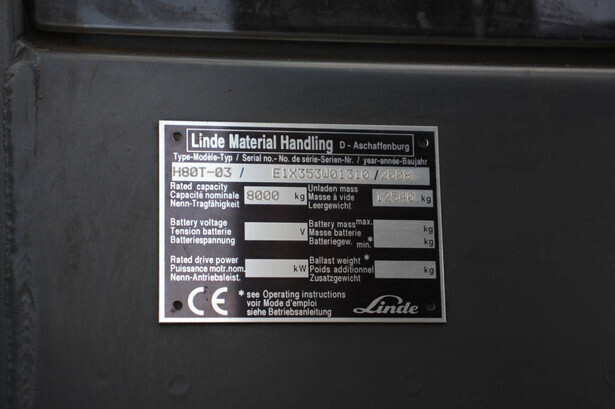 Linde Material Handling D - Aschaffenburg
Type-Modèle-Typ / Serial no.- No. de série-Serien-Nr. / year-année-Baujahr
H80T-03 / E1X353W01310 / 2008
Rated capacity
Capacité nominale 8000 kg
Nenn-Tragfähigkeit
Unladen mass
Masse à vide kg
Leergewicht
Battery voltage
Tension batterie V
Batteriespannung
Battery mass max.
Masse batterie kg
Batteriegew. min.* kg
Rated drive power
Puissance motr.nom. kW
Nenn-Antriebsleist.
Ballast weight *
Poids additionnel kg
Zusatzgewicht
CE
* see Operating instructions
voir Mode d'emploi
siehe Betriebsanleitung
Linde